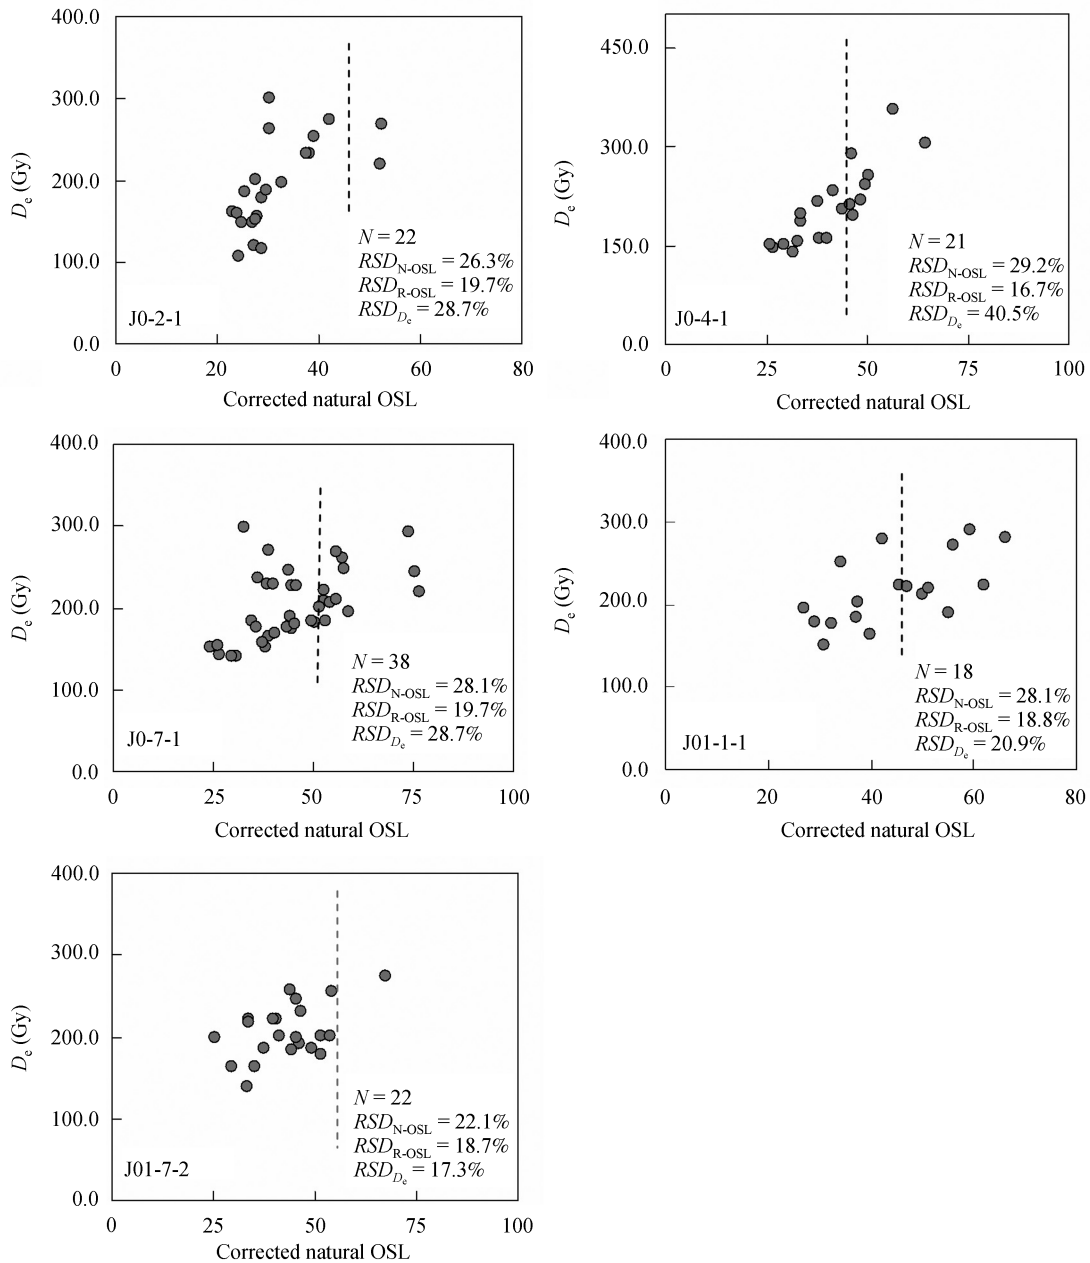 400.0
300.0
200.0
100.0
0.0
De (Gy)
N = 22
RSDN-OSL = 26.3%
RSDR-OSL = 19.7%
RSDDe = 28.7%
J0-2-1
0 20 40 60 80
Corrected natural OSL
450.0
300.0
150.0
0.0
De (Gy)
N = 21
RSDN-OSL = 29.2%
RSDR-OSL = 16.7%
RSDDe = 40.5%
J0-4-1
0 25 50 75 100
Corrected natural OSL
400.0
300.0
200.0
100.0
0.0
De (Gy)
N = 38
RSDN-OSL = 28.1%
RSDR-OSL = 19.7%
RSDDe = 28.7%
J0-7-1
0 25 50 75 100
Corrected natural OSL
400.0
300.0
200.0
100.0
0.0
De (Gy)
N = 18
RSDN-OSL = 28.1%
RSDR-OSL = 18.8%
RSDDe = 20.9%
J01-1-1
0 20 40 60 80
Corrected natural OSL
400.0
300.0
200.0
100.0
0.0
De (Gy)
N = 22
RSDN-OSL = 22.1%
RSDR-OSL = 18.7%
RSDDe = 17.3%
J01-7-2
0 25 50 75 100
Corrected natural OSL